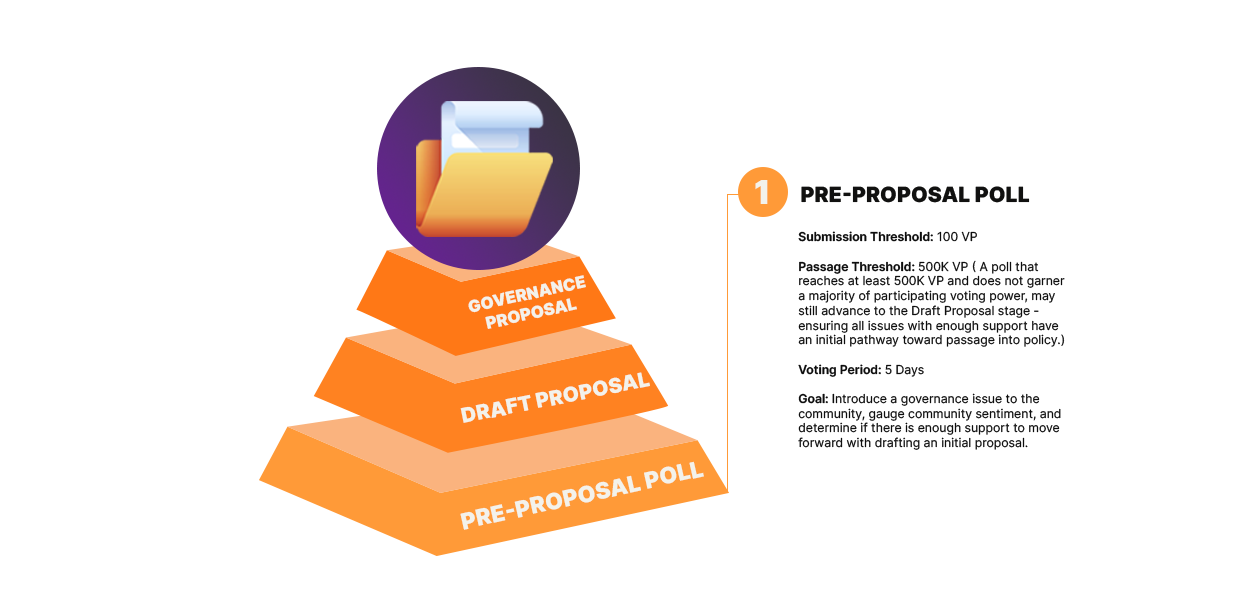 GOVERNANCE
PROPOSAL
DRAFT PROPOSAL
PRE-PROPOSAL POLL
1
PRE-PROPOSAL POLL
Submission Threshold: 100 VP
Passage Threshold: 500K VP ( A poll that
reaches at least 500K VP and does not garner
a majority of participating voting power, may
still advance to the Draft Proposal stage -
ensuring all issues with enough support have
an initial pathway toward passage into policy.)
Voting Period: 5 Days
Goal: Introduce a governance issue to the
community, gauge community sentiment, and
determine if there is enough support to move
forward with drafting an initial proposal.